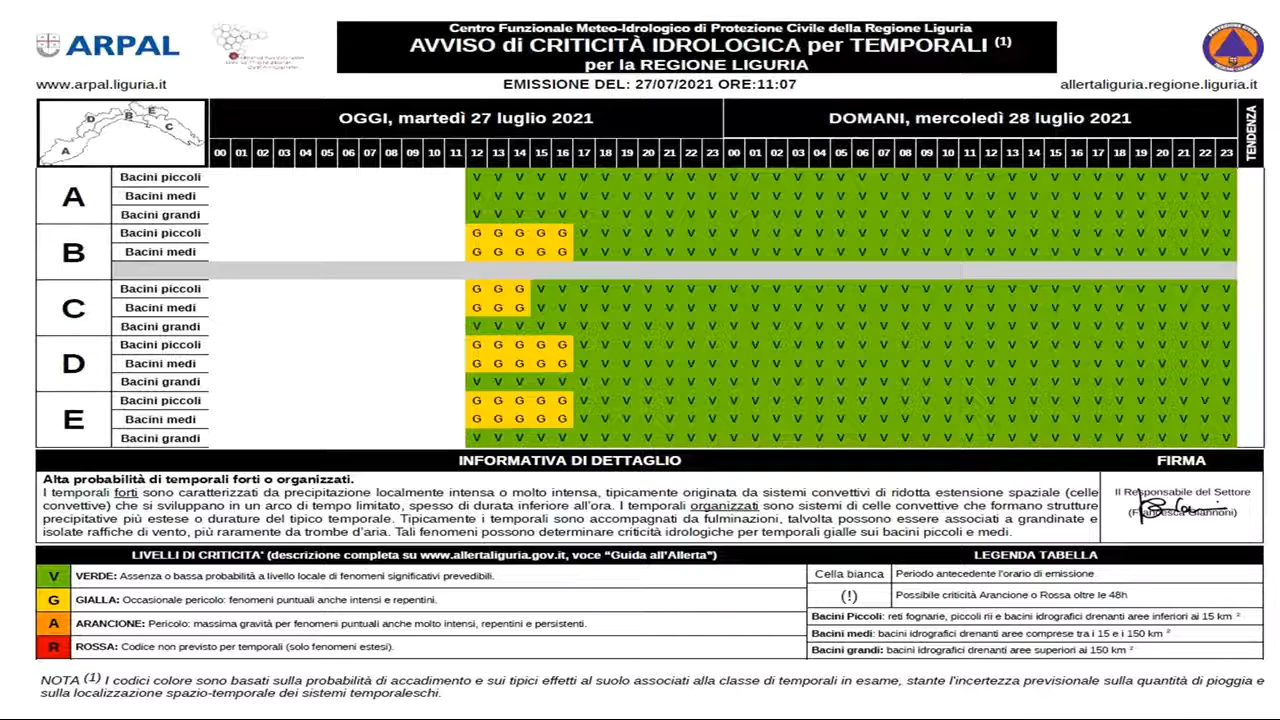 Centro Funzionale Meteo-Idrologico di Protezione Civile della Regione Liguria
ARPAL
AVVISO di CRITICITÀ IDROLOGICA per TEMPORALI (1)
per la REGIONE LIGURIA
www.arpal.liguria.it
EMISSIONE DEL: 27/07/2021 ORE:11:07
allertaliguria.regione.liguria.it
A B C D E
OGGI, martedì 27 luglio 2021
DOMANI, mercoledì 28 luglio 2021
TENDENZA
00 01 02 03 04 05 06 07 08 09 10 11 12 13 14 15 16 17 18 19 20 21 22 23 00 01 02 03 04 05 06 07 08 09 10 11 12 13 14 15 16 17 18 19 20 21 22 23
A
Bacini piccoli V V V V V V V V V V V V V V V V V V V V V V V V V V V V V V V V V V V V
Bacini medi V V V V V V V V V V V V V V V V V V V V V V V V V V V V V V V V V V V V
Bacini grandi V V V V V V V V V V V V V V V V V V V V V V V V V V V V V V V V V V V V
B
Bacini piccoli G G G G G V V V V V V V V V V V V V V V V V V V V V V V V V V V V V V V
Bacini medi G G G G G V V V V V V V V V V V V V V V V V V V V V V V V V V V V V V V
C
Bacini piccoli G G G V V V V V V V V V V V V V V V V V V V V V V V V V V V V V V V V V
Bacini medi G G G V V V V V V V V V V V V V V V V V V V V V V V V V V V V V V V V V
Bacini grandi V V V V V V V V V V V V V V V V V V V V V V V V V V V V V V V V V V V V
D
Bacini piccoli G G G G G V V V V V V V V V V V V V V V V V V V V V V V V V V V V V V V
Bacini medi G G G G G V V V V V V V V V V V V V V V V V V V V V V V V V V V V V V V
Bacini grandi V V V V V V V V V V V V V V V V V V V V V V V V V V V V V V V V V V V V
E
Bacini piccoli G G G G G V V V V V V V V V V V V V V V V V V V V V V V V V V V V V V V
Bacini medi G G G G G V V V V V V V V V V V V V V V V V V V V V V V V V V V V V V V
Bacini grandi V V V V V V V V V V V V V V V V V V V V V V V V V V V V V V V V V V V V
INFORMATIVA DI DETTAGLIO
FIRMA
Alta probabilità di temporali forti o organizzati.
I temporali forti sono caratterizzati da precipitazione localmente intensa o molto intensa, tipicamente originata da sistemi convettivi di ridotta estensione spaziale (celle
convettive) che si sviluppano in un arco di tempo limitato, spesso di durata inferiore all'ora. I temporali organizzati sono sistemi di celle convettive che formano strutture
precipitative più estese o durature del tipico temporale. Tipicamente i temporali sono accompagnati da fulminazioni, talvolta possono essere associati a grandinate e
isolate raffiche di vento, più raramente da trombe d'aria. Tali fenomeni possono determinare criticità idrologiche per temporali gialle sui bacini piccoli e medi.
Il Responsabile del Settore
(Francesca Giannoni)
LIVELLI DI CRITICITA' (descrizione completa su www.allertaliguria.gov.it, voce “Guida all'Allerta”)
LEGENDA TABELLA
V VERDE: Assenza o bassa probabilità a livello locale di fenomeni significativi prevedibili.
G GIALLA: Occasionale pericolo: fenomeni puntuali anche intensi e repentini.
A ARANCIONE: Pericolo: massima gravità per fenomeni puntuali anche molto intensi, repentini e persistenti.
R ROSSA: Codice non previsto per temporali (solo fenomeni estesi).
Cella bianca Periodo antecedente l'orario di emissione
(!) Possibile criticità Arancione o Rossa oltre le 48h
Bacini Piccoli: reti fognarie, piccoli rii e bacini idrografici drenanti aree inferiori ai 15 km ²
Bacini medi: bacini idrografici drenanti aree comprese tra i 15 e i 150 km ²
Bacini grandi: bacini idrografici drenanti aree superiori ai 150 km ²
NOTA (1) I codici colore sono basati sulla probabilità di accadimento e sui tipici effetti al suolo associati alla classe di temporali in esame, stante l'incertezza previsionale sulla quantità di pioggia e
sulla localizzazione spazio-temporale dei sistemi temporaleschi.